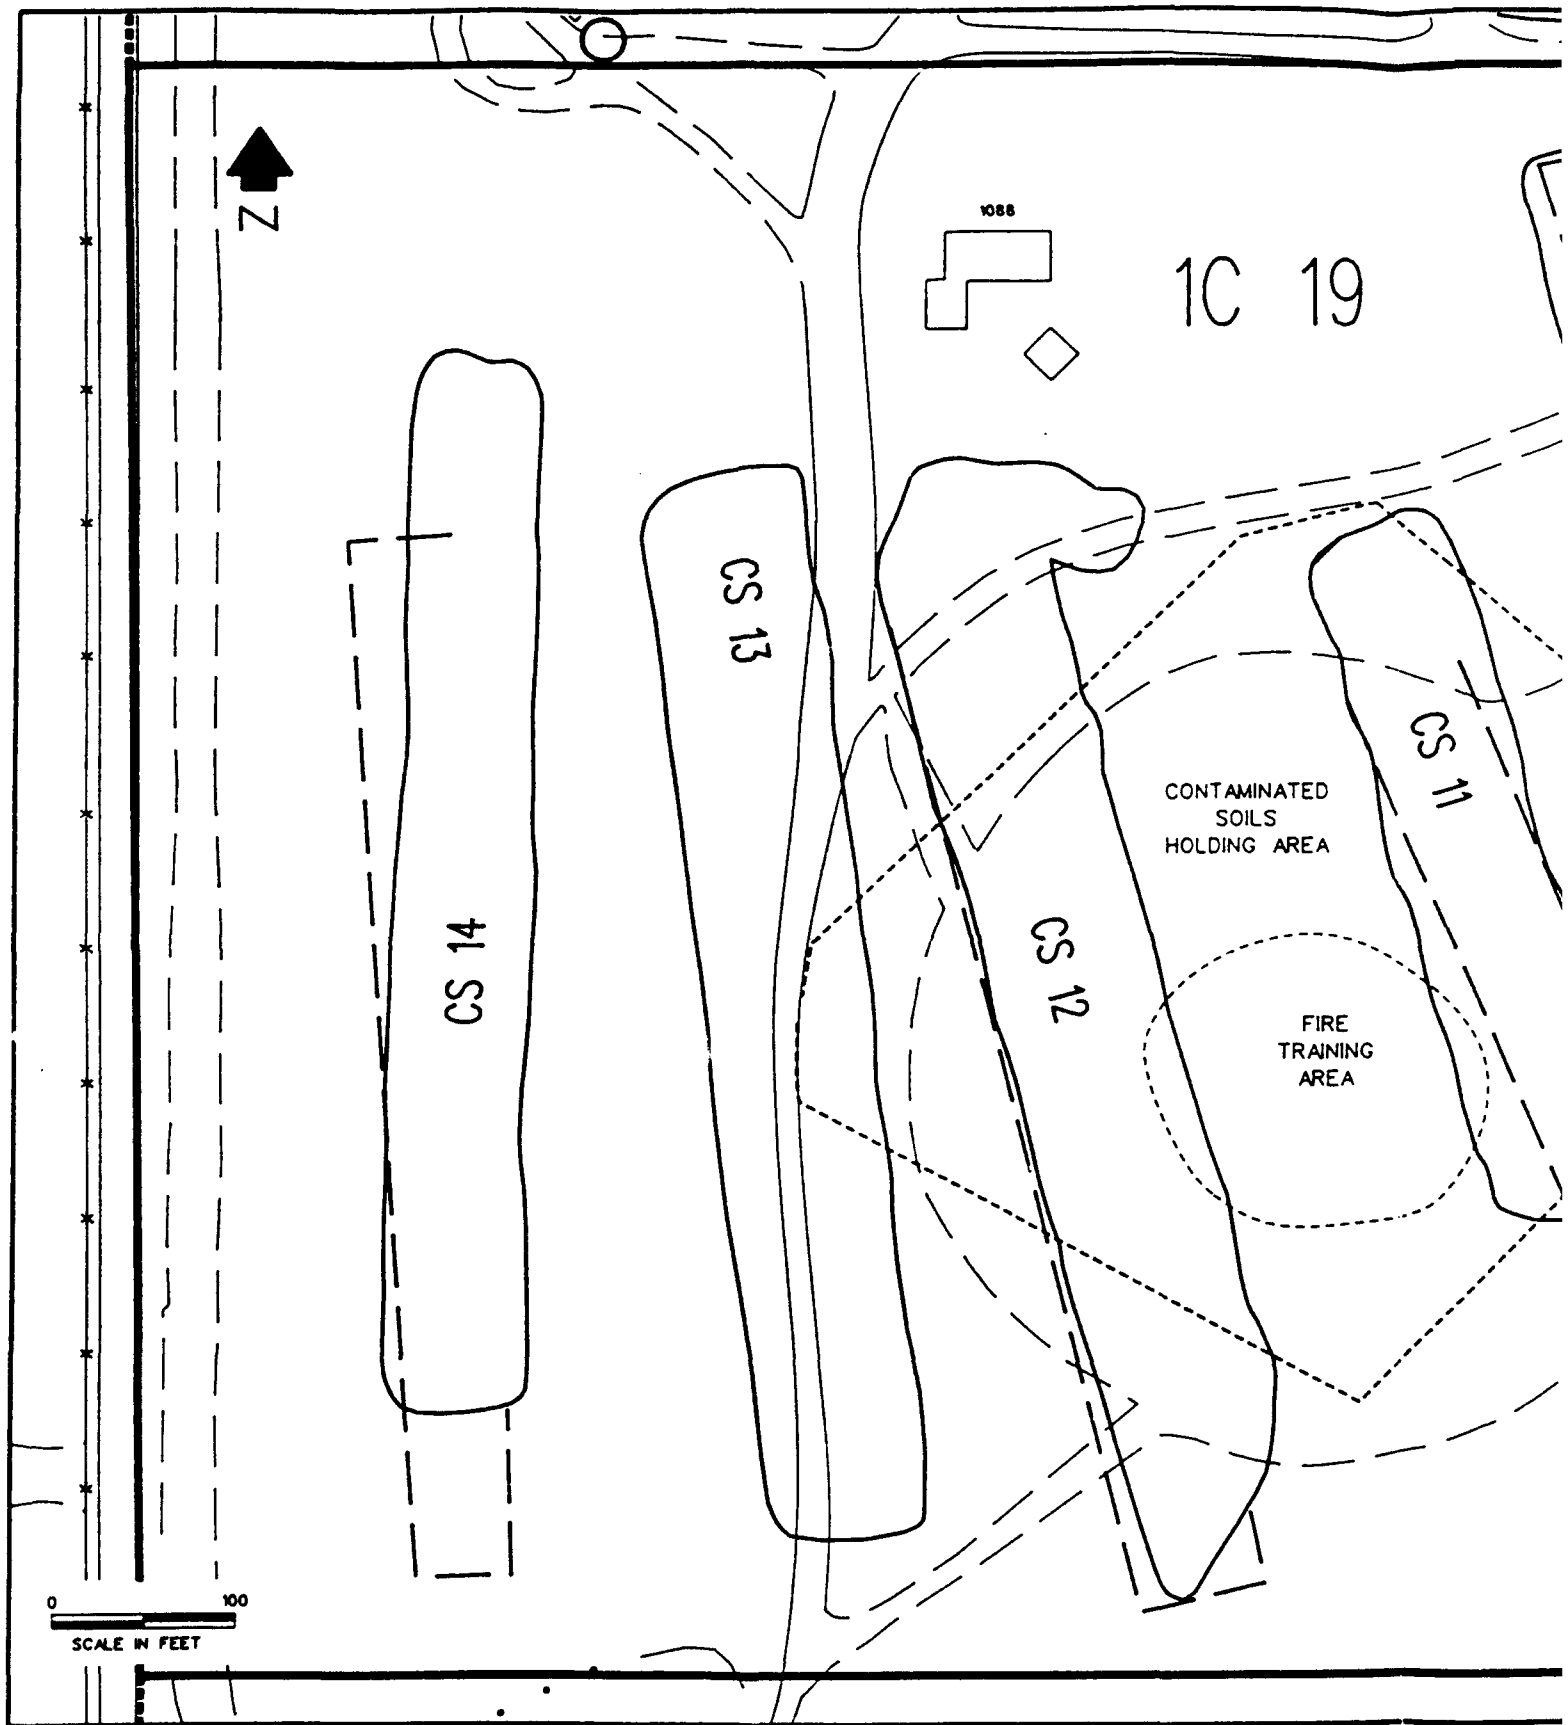 N
1088
1C 19
CS 13
CS 11
CONTAMINATED
SOILS
HOLDING AREA
CS 14
CS 12
FIRE
TRAINING
AREA
0 100
SCALE IN FEET